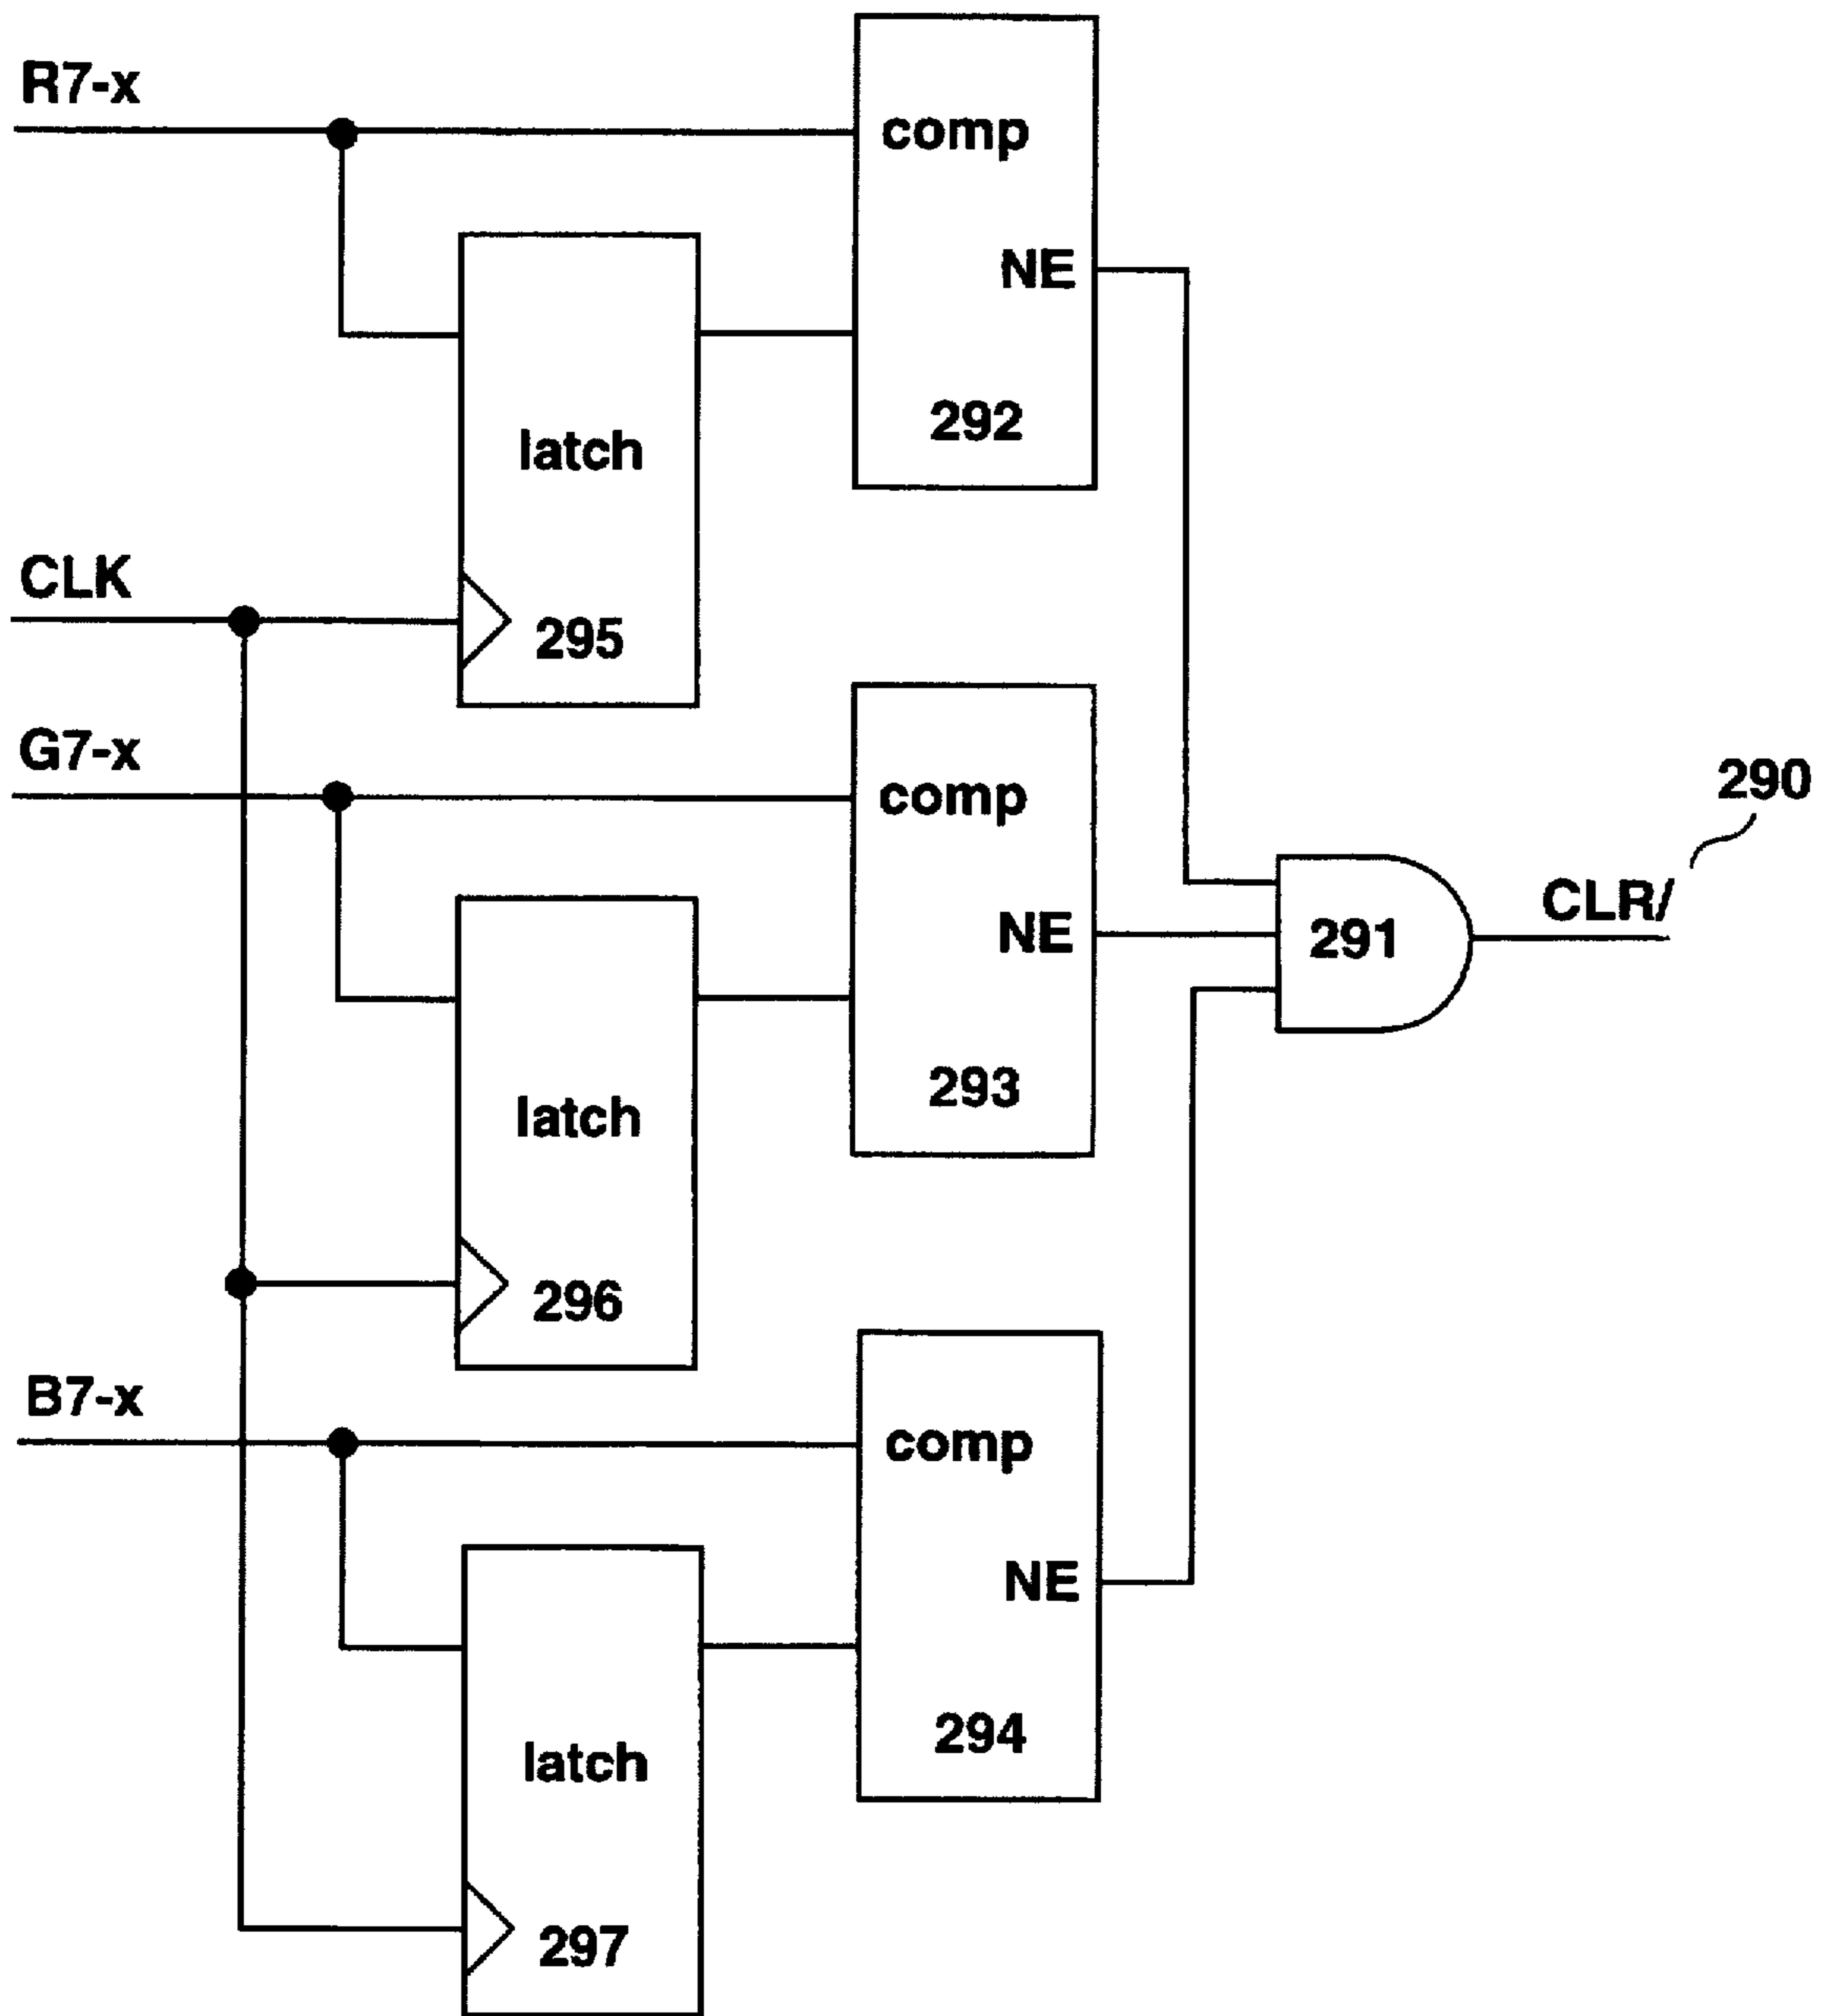 R7-x
comp
NE
292
latch
295
CLK
G7-x
comp
NE
293
latch
296
290
CLR/
291
B7-x
comp
NE
294
latch
297